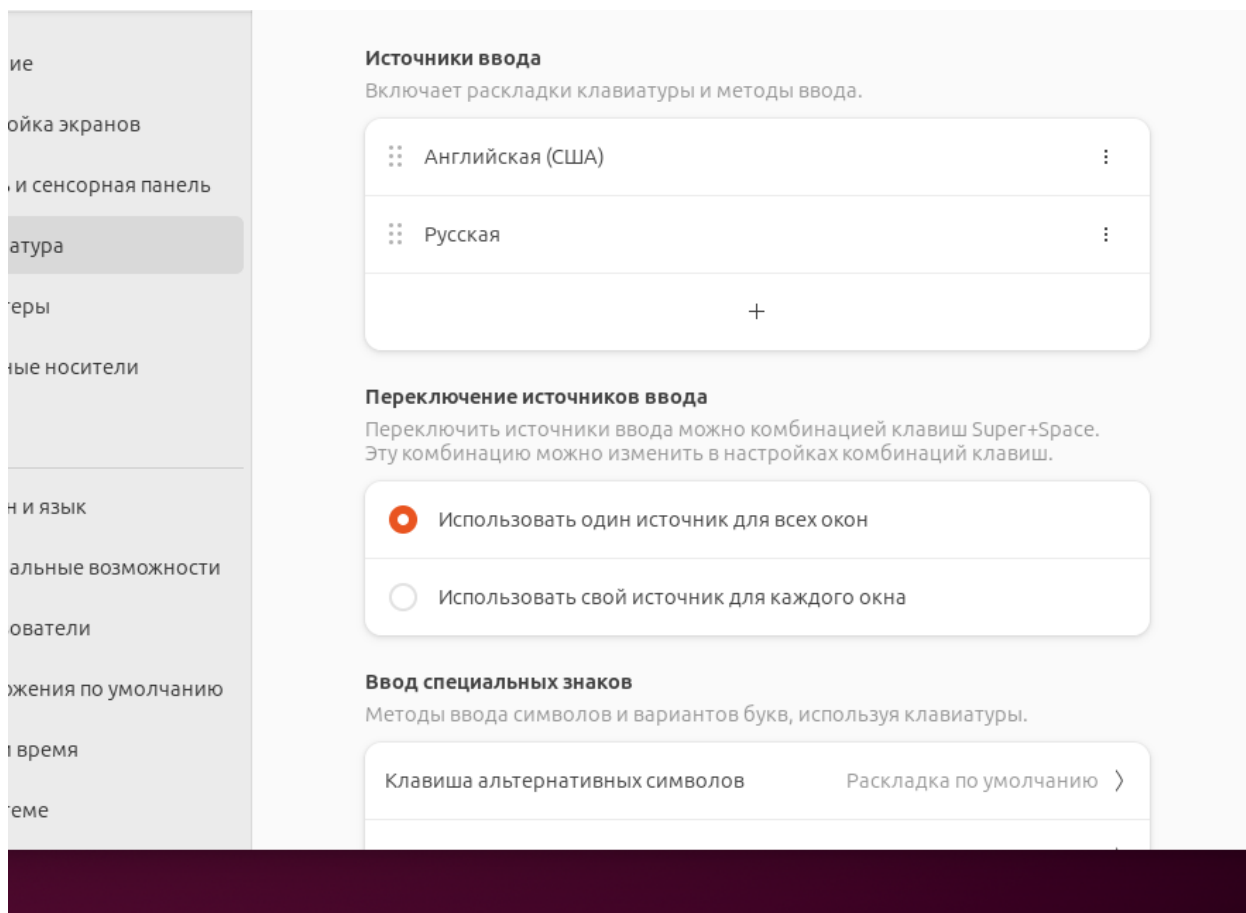 ие
ойка экранов
и сенсорная панель
атура
теры
ные носители
н и язык
альные возможности
ователи
ожения по умолчанию
время
теме
Источники ввода
Включает раскладки клавиатуры и методы ввода.
Английская (США)
Русская
+
Переключение источников ввода
Переключить источники ввода можно комбинацией клавиш Super+Space.
Эту комбинацию можно изменить в настройках комбинаций клавиш.
Использовать один источник для всех окон
Использовать свой источник для каждого окна
Ввод специальных знаков
Методы ввода символов и вариантов букв, используя клавиатуры.
Клавиша альтернативных символов
Раскладка по умолчанию